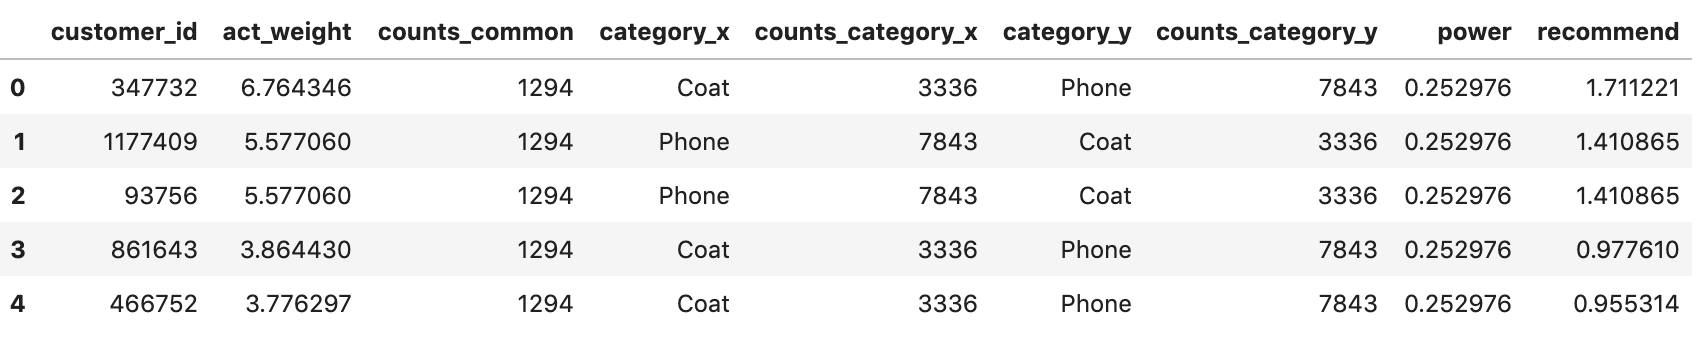 customer_id act_weight counts_common category_x counts_category_x category_y counts_category_y power recommend
0 347732 6.764346 1294 Coat 3336 Phone 7843 0.252976 1.711221
1 1177409 5.577060 1294 Phone 7843 Coat 3336 0.252976 1.410865
2 93756 5.577060 1294 Phone 7843 Coat 3336 0.252976 1.410865
3 861643 3.864430 1294 Coat 3336 Phone 7843 0.252976 0.977610
4 466752 3.776297 1294 Coat 3336 Phone 7843 0.252976 0.955314